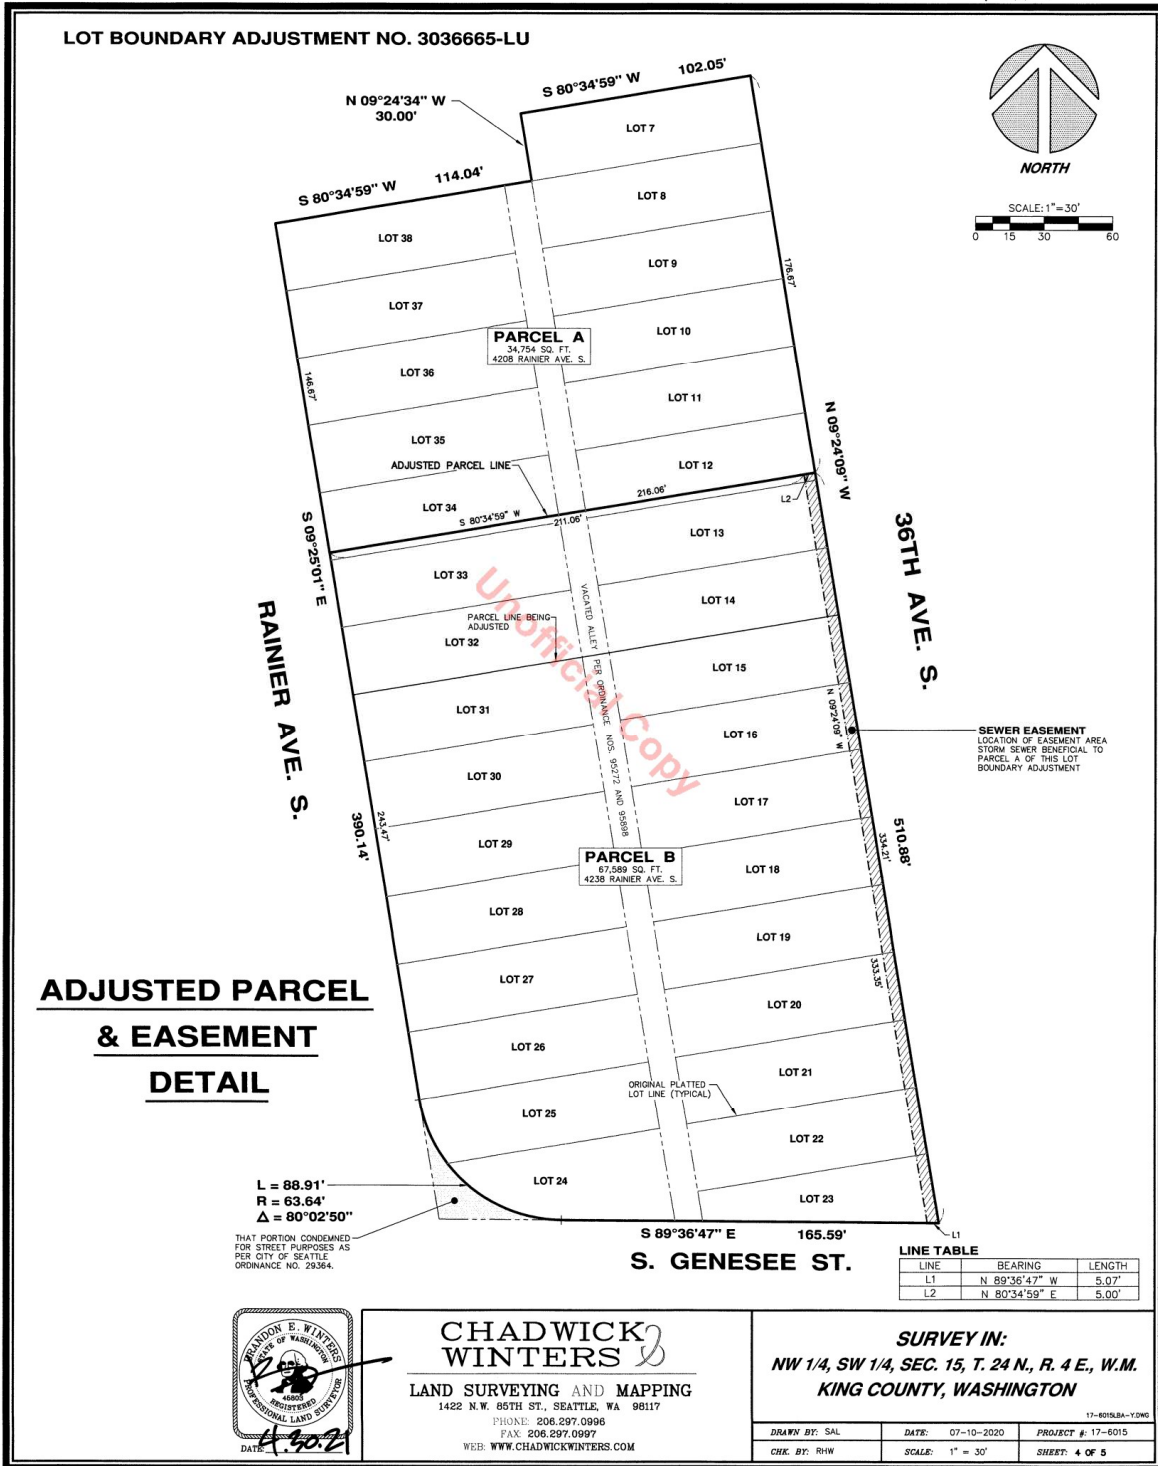 LOT BOUNDARY ADJUSTMENT NO. 3036665-LU
S 80°34'59" W 102.05'
N 09°24'34" W
30.00'
NORTH
SCALE: 1"=30'
0 15 30 60
S 80°34'59" W 114.04'
LOT 7
LOT 8
LOT 38
LOT 9
176.67'
LOT 37
LOT 10
PARCEL A
34,754 SQ. FT.
4208 RAINIER AVE. S.
LOT 36
146.67'
LOT 11
LOT 35
N 09°24'09" W
ADJUSTED PARCEL LINE
LOT 12
LOT 34
216.06'
L2
S 80°34'59" W
211.06'
LOT 13
S 09°25'01" E
36TH AVE. S.
LOT 33
LOT 14
PARCEL LINE BEING
ADJUSTED
LOT 32
VACATED ALLEY PER ORDINANCE NOS. 95272 AND 95898
Unofficial Copy
RAINIER AVE. S.
LOT 15
LOT 31
N 09°24'09" W
LOT 16
SEWER EASEMENT
LOCATION OF EASEMENT AREA
STORM SEWER BENEFICIAL TO
PARCEL A OF THIS LOT
BOUNDARY ADJUSTMENT
LOT 30
LOT 17
390.14'
243.47'
510.88'
334.21'
LOT 29
PARCEL B
67,589 SQ. FT.
4238 RAINIER AVE. S.
LOT 18
LOT 28
LOT 19
333.35'
LOT 27
ADJUSTED PARCEL
& EASEMENT
DETAIL
LOT 20
LOT 26
LOT 21
ORIGINAL PLATTED
LOT LINE (TYPICAL)
LOT 25
LOT 22
LOT 24
LOT 23
L = 88.91'
R = 63.64'
Δ = 80°02'50"
THAT PORTION CONDEMNED
FOR STREET PURPOSES AS
PER CITY OF SEATTLE
ORDINANCE NO. 29364.
S 89°36'47" E 165.59'
L1
S. GENESEE ST.
LINE TABLE
LINE BEARING LENGTH
L1 N 89°36'47" W 5.07'
L2 N 80°34'59" E 5.00'
BRANDON E. WINTERS
STATE OF WASHINGTON
46803
REGISTERED
PROFESSIONAL LAND SURVEYOR
DATE: 4.30.21
CHADWICK &
WINTERS
LAND SURVEYING AND MAPPING
1422 N.W. 85TH ST., SEATTLE, WA 98117
PHONE: 206.297.0996
FAX: 206.297.0997
WEB: WWW.CHADWICKWINTERS.COM
SURVEY IN:
NW 1/4, SW 1/4, SEC. 15, T. 24 N., R. 4 E., W.M.
KING COUNTY, WASHINGTON
17-6015LBA-Y.DWG
DRAWN BY: SAL DATE: 07-10-2020 PROJECT #: 17-6015
CHK. BY: RHW SCALE: 1" = 30' SHEET: 4 OF 5